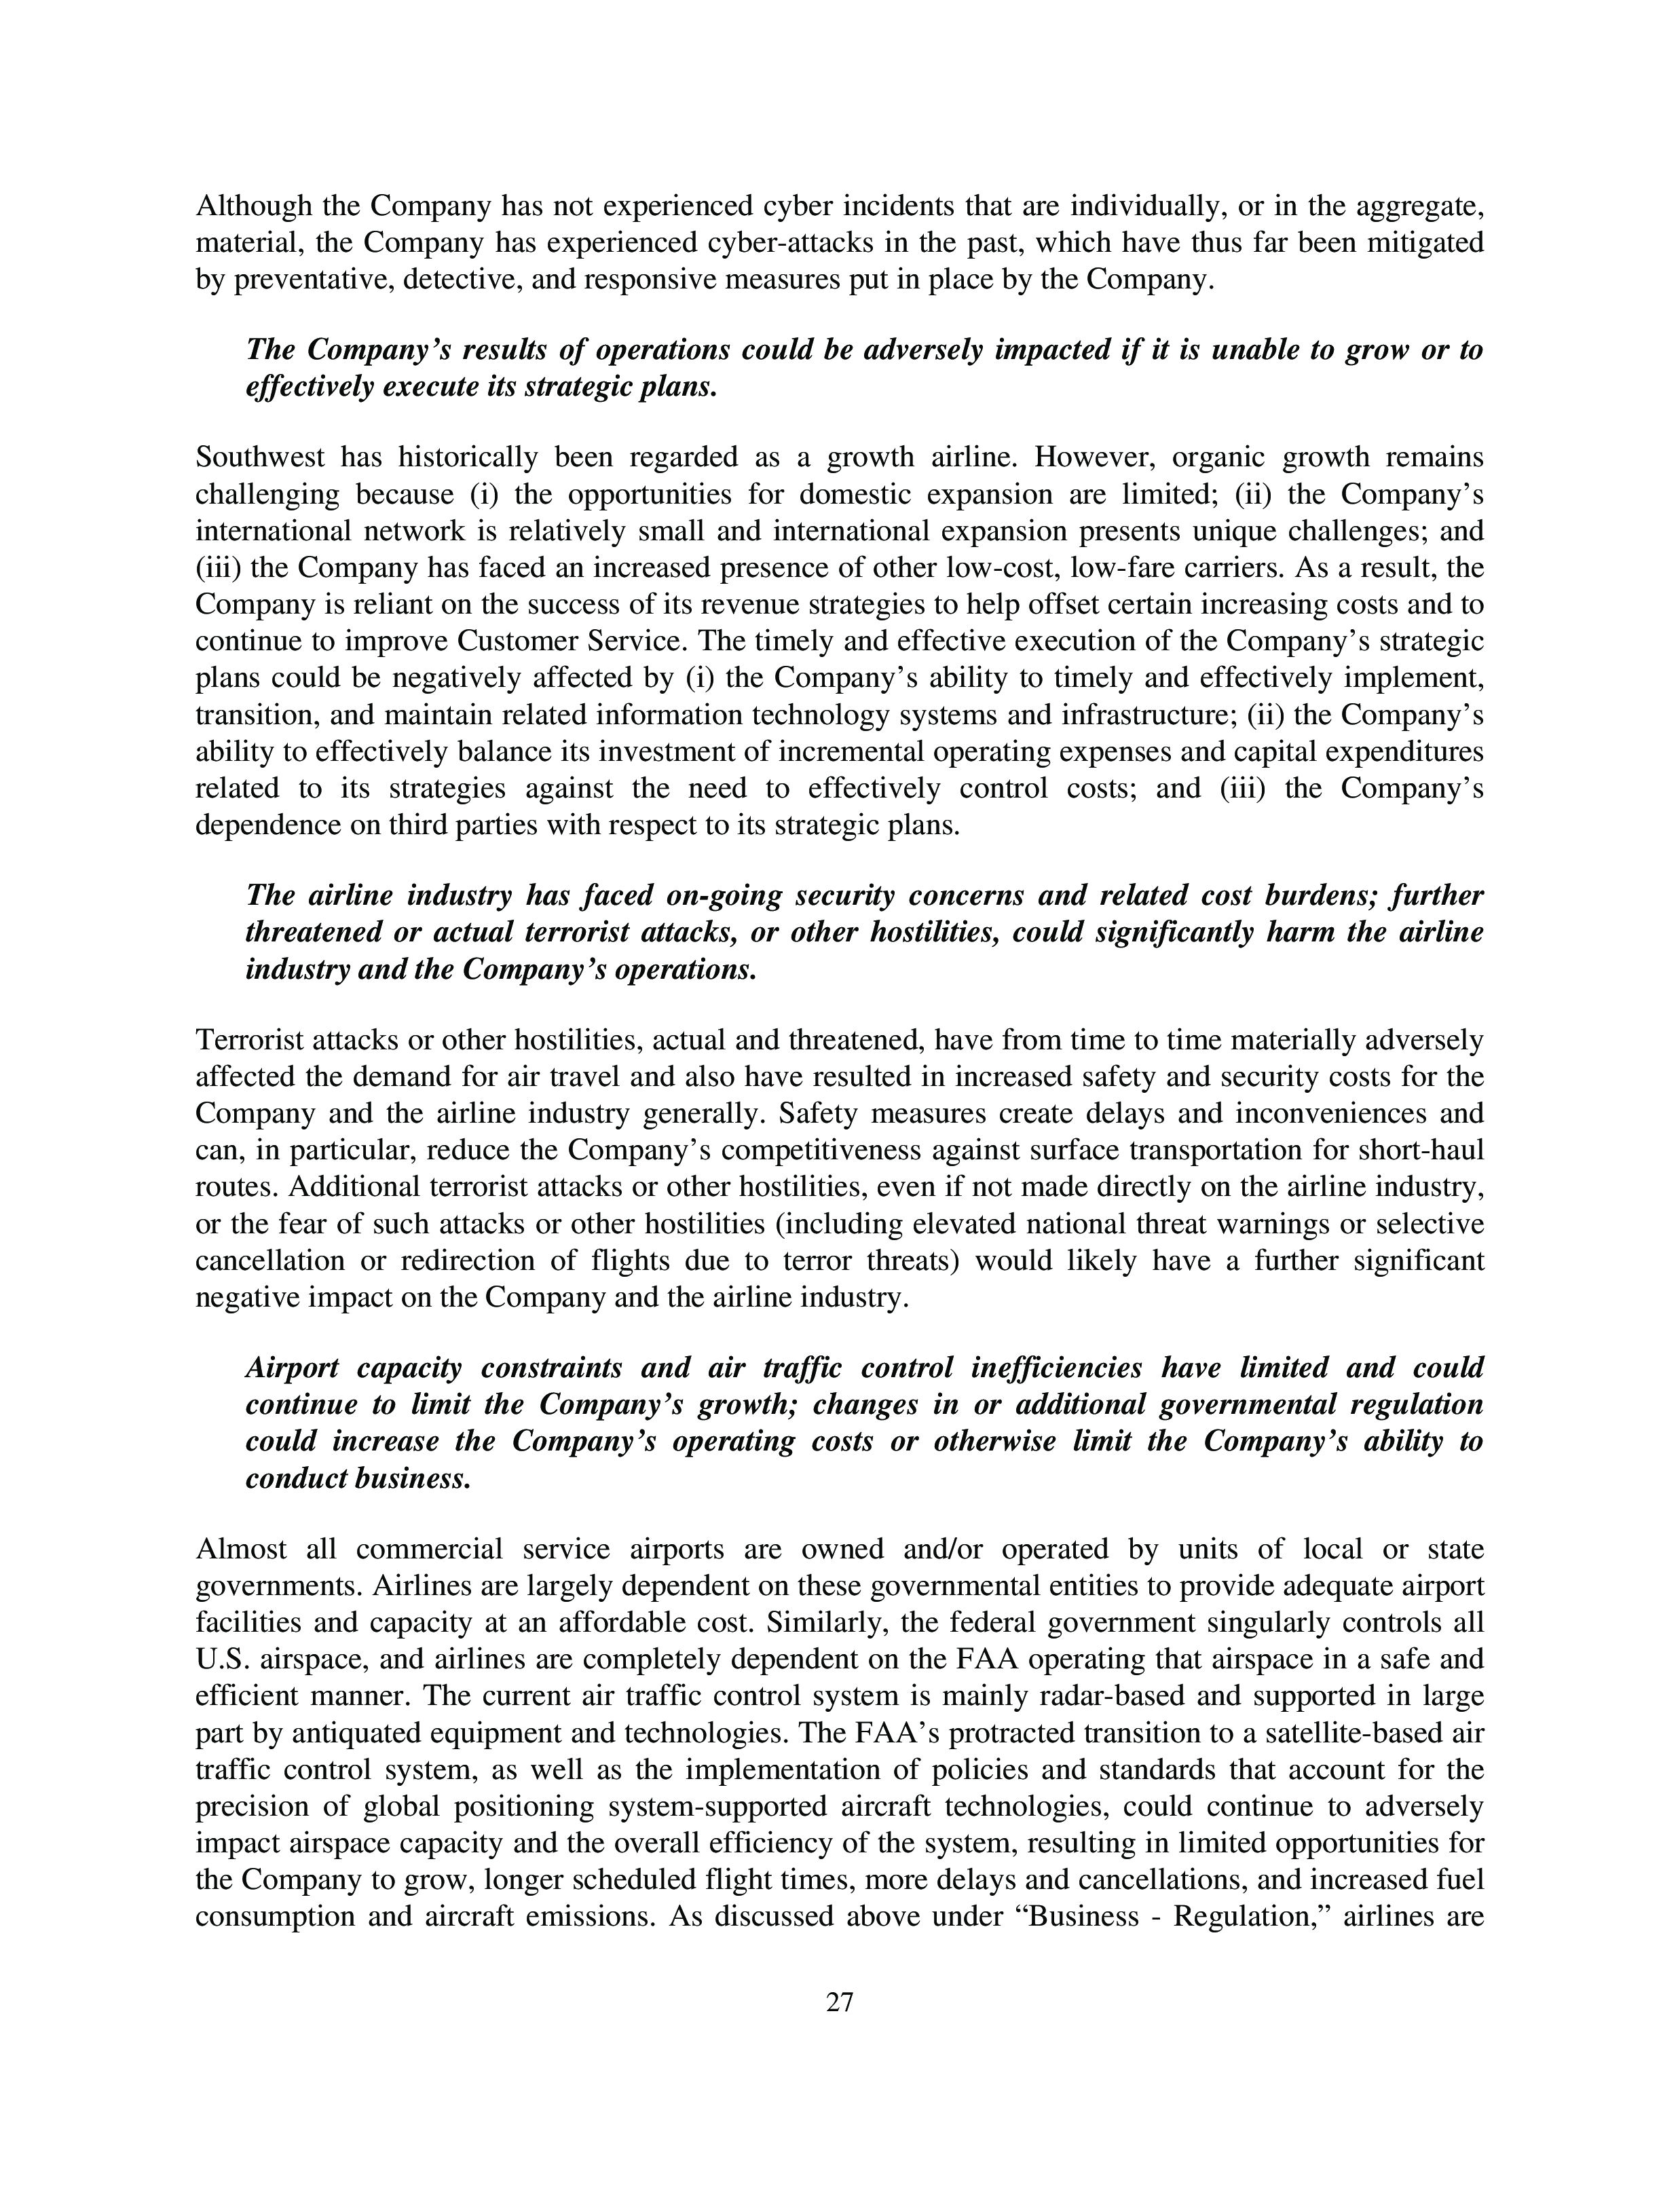 Although the Company has not experienced cyber incidents that are individually, or in the aggregate,
material, the Company has experienced cyber-attacks in the past, which have thus far been mitigated
by preventative, detective, and responsive measures put in place by the Company.
The Company’s results of operations could be adversely impacted if it is unable to grow or to
effectively execute its strategic plans.
Southwest has historically been regarded as a growth airline. However, organic growth remains
challenging because (i) the opportunities for domestic expansion are limited; (ii) the Company’s
international network is relatively small and international expansion presents unique challenges; and
(iii) the Company has faced an increased presence of other low-cost, low-fare carriers. As a result, the
Company is reliant on the success of its revenue strategies to help offset certain increasing costs and to
continue to improve Customer Service. The timely and effective execution of the Company’s strategic
plans could be negatively affected by (i) the Company’s ability to timely and effectively implement,
transition, and maintain related information technology systems and infrastructure; (ii) the Company’s
ability to effectively balance its investment of incremental operating expenses and capital expenditures
related to its strategies against the need to effectively control costs; and (iii) the Company’s
dependence on third parties with respect to its strategic plans.
The airline industry has faced on-going security concerns and related cost burdens; further
threatened or actual terrorist attacks, or other hostilities, could significantly harm the airline
industry and the Company’s operations.
Terrorist attacks or other hostilities, actual and threatened, have from time to time materially adversely
affected the demand for air travel and also have resulted in increased safety and security costs for the
Company and the airline industry generally. Safety measures create delays and inconveniences and
can, in particular, reduce the Company’s competitiveness against surface transportation for short-haul
routes. Additional terrorist attacks or other hostilities, even if not made directly on the airline industry,
or the fear of such attacks or other hostilities (including elevated national threat warnings or selective
cancellation or redirection of flights due to terror threats) would likely have a further significant
negative impact on the Company and the airline industry.
Airport capacity constraints and air traffic control inefficiencies have limited and could
continue to limit the Company’s growth; changes in or additional governmental regulation
could increase the Company’s operating costs or otherwise limit the Company’s ability to
conduct business.
Almost all commercial service airports are owned and/or operated by units of local or state
governments. Airlines are largely dependent on these governmental entities to provide adequate airport
facilities and capacity at an affordable cost. Similarly, the federal government singularly controls all
U.S. airspace, and airlines are completely dependent on the FAA operating that airspace in a safe and
efficient manner. The current air traffic control system is mainly radar-based and supported in large
part by antiquated equipment and technologies. The FAA’s protracted transition to a satellite-based air
traffic control system, as well as the implementation of policies and standards that account for the
precision of global positioning system-supported aircraft technologies, could continue to adversely
impact airspace capacity and the overall efficiency of the system, resulting in limited opportunities for
the Company to grow, longer scheduled flight times, more delays and cancellations, and increased fuel
consumption and aircraft emissions. As discussed above under “Business - Regulation,” airlines are
27